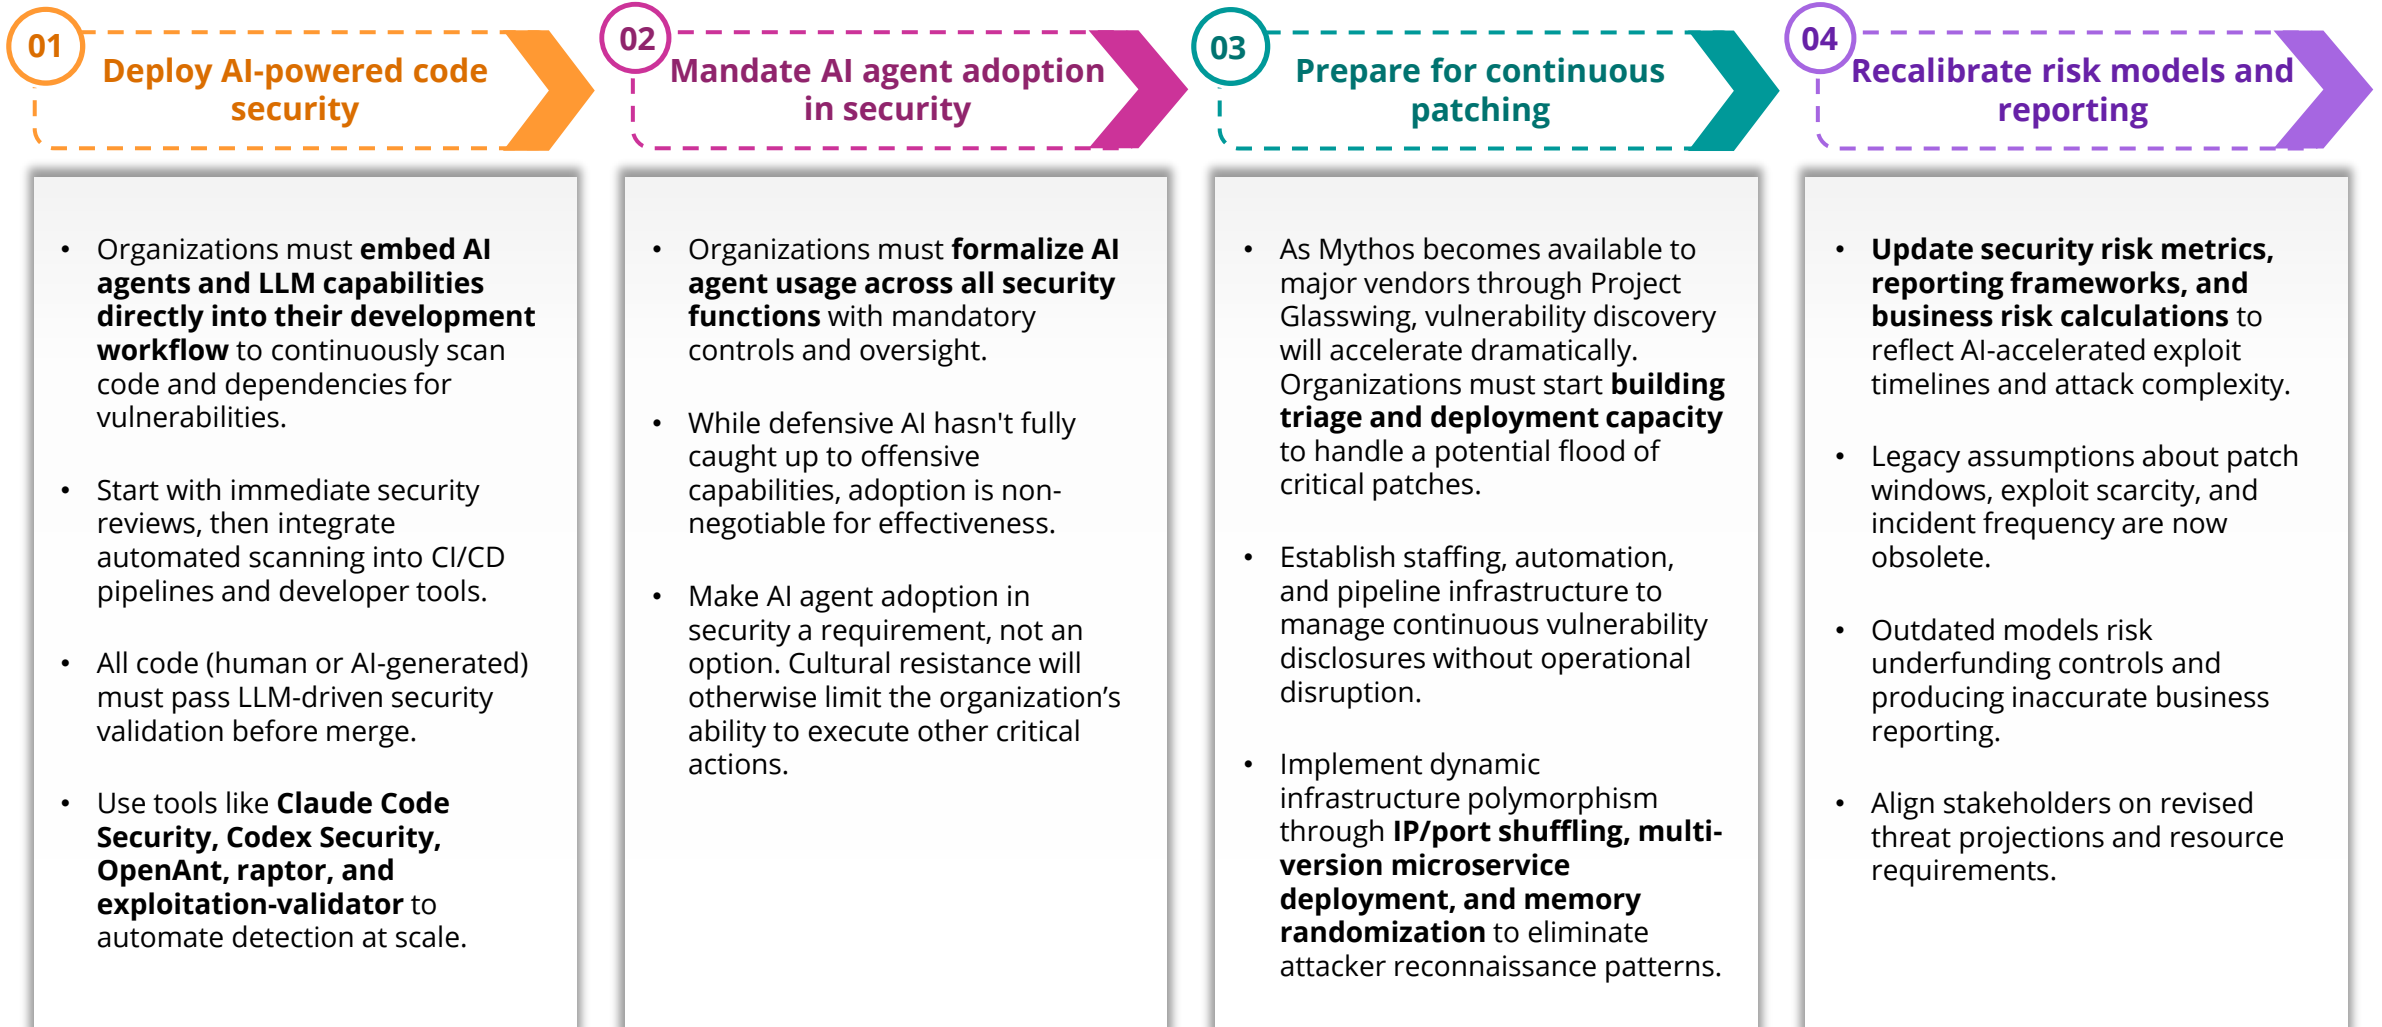 01
Deploy AI-powered code
security
• Organizations must embed AI
agents and LLM capabilities
directly into their development
workflow to continuously scan
code and dependencies for
vulnerabilities.
• Start with immediate security
reviews, then integrate
automated scanning into CI/CD
pipelines and developer tools.
• All code (human or AI-generated)
must pass LLM-driven security
validation before merge.
• Use tools like Claude Code
Security, Codex Security,
OpenAnt, raptor, and
exploitation-validator to
automate detection at scale.
02
Mandate AI agent adoption
in security
• Organizations must formalize AI
agent usage across all security
functions with mandatory
controls and oversight.
• While defensive AI hasn't fully
caught up to offensive
capabilities, adoption is non-
negotiable for effectiveness.
• Make AI agent adoption in
security a requirement, not an
option. Cultural resistance will
otherwise limit the organization’s
ability to execute other critical
actions.
03
Prepare for continuous
patching
• As Mythos becomes available to
major vendors through Project
Glasswing, vulnerability discovery
will accelerate dramatically.
Organizations must start building
triage and deployment capacity
to handle a potential flood of
critical patches.
• Establish staffing, automation,
and pipeline infrastructure to
manage continuous vulnerability
disclosures without operational
disruption.
• Implement dynamic
infrastructure polymorphism
through IP/port shuffling, multi-
version microservice
deployment, and memory
randomization to eliminate
attacker reconnaissance patterns.
04
Recalibrate risk models and
reporting
• Update security risk metrics,
reporting frameworks, and
business risk calculations to
reflect AI-accelerated exploit
timelines and attack complexity.
• Legacy assumptions about patch
windows, exploit scarcity, and
incident frequency are now
obsolete.
• Outdated models risk
underfunding controls and
producing inaccurate business
reporting.
• Align stakeholders on revised
threat projections and resource
requirements.